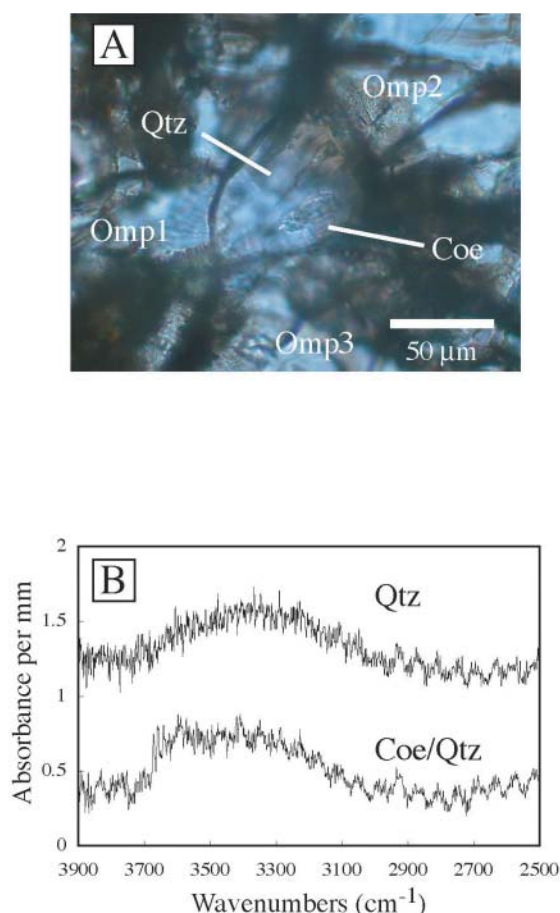 A
Omp2
Qtz
Omp1
Coe
Omp3
50 μm
B
2
1.5
1
0.5
0
Absorbance per mm
Qtz
Coe/Qtz
3900 3700 3500 3300 3100 2900 2700 2500
Wavenumbers (cm-1)